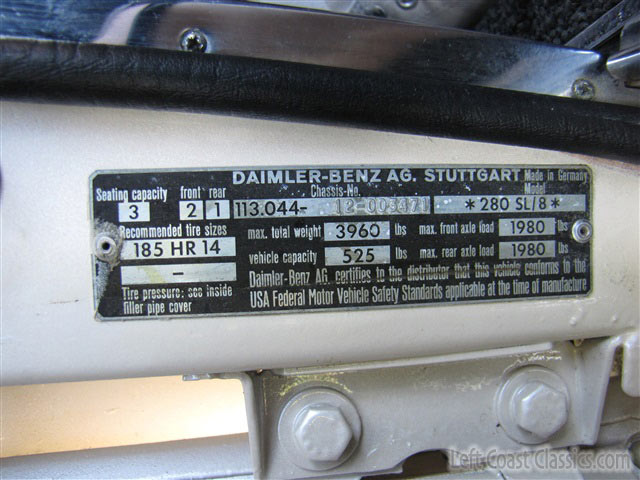 DAIMLER-BENZ AG. STUTTGART Made in Germany
Seating capacity front rear Chassis-No. Model
3 2 1 113.044- *280 SL/8*
Recommended tire sizes max. total weight 3960 lbs max. front axle load 1980 lbs
185 HR 14 vehicle capacity 525 lbs max. rear axle load 1980 lbs
- Daimler-Benz AG. certifies to the distributor that this vehicle conforms to the
Tire pressure: see inside USA Federal Motor Vehicle Safety Standards applicable at the time of manufacture
filler pipe cover
Left Coast Classics.com